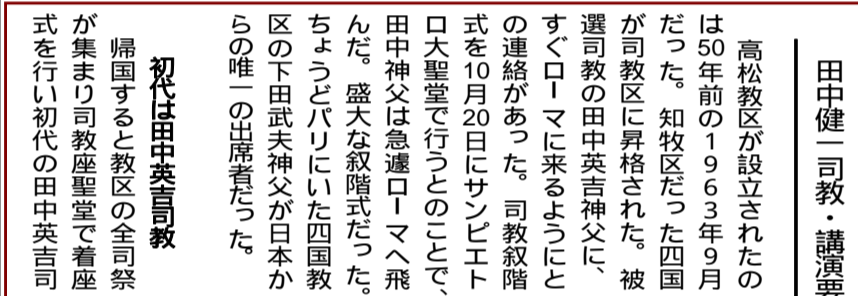 田中健一司教・講演要
高松教区が設立されたの
は50年前の1963年9月
だった。知牧区だった四国
が司教区に昇格された。被
選司教の田中英吉神父に、
すぐローマに来るようにと
の連絡があった。司教叙階
式を10月20日にサンピエト
ロ大聖堂で行うとのことで、
田中神父は急遽ローマへ飛
んだ。盛大な叙階式だった。
ちょうどパリにいた四国教
区の下田武夫神父が日本か
らの唯一の出席者だった。
初代は田中英吉司教
帰国すると教区の全司祭
が集まり司教座聖堂で着座
式を行い初代の田中英吉司